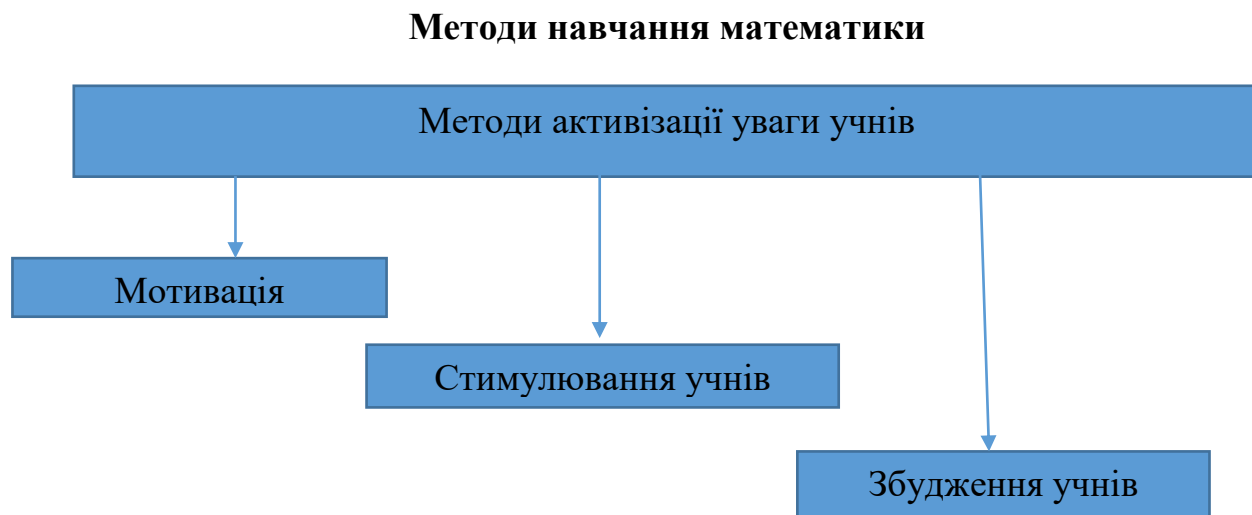 Методи навчання математики
Методи активізації уваги учнів
Мотивація
Стимулювання учнів
Збудження учнів